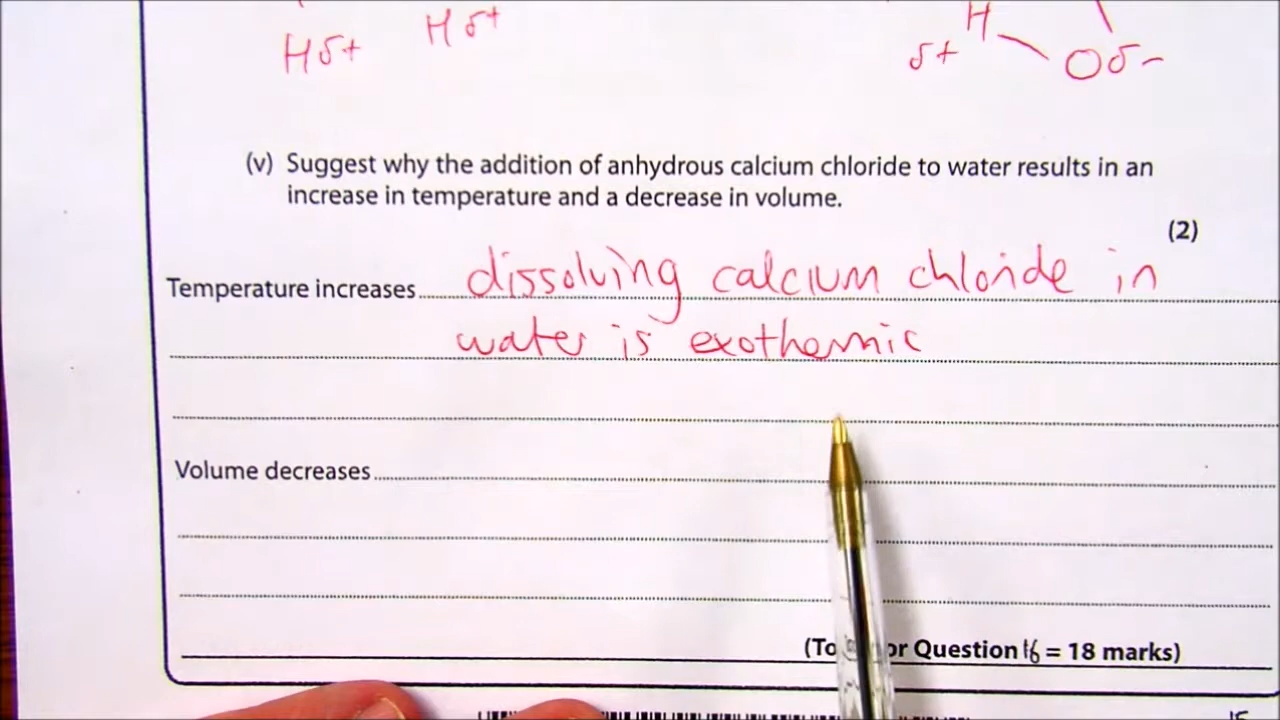 Hδ+ Hδ+ H
δ+ Oδ-
(v) Suggest why the addition of anhydrous calcium chloride to water results in an
increase in temperature and a decrease in volume.
(2)
Temperature increases dissolving calcium chloride in
water is exothermic
Volume decreases
or Question 16 = 18 marks)